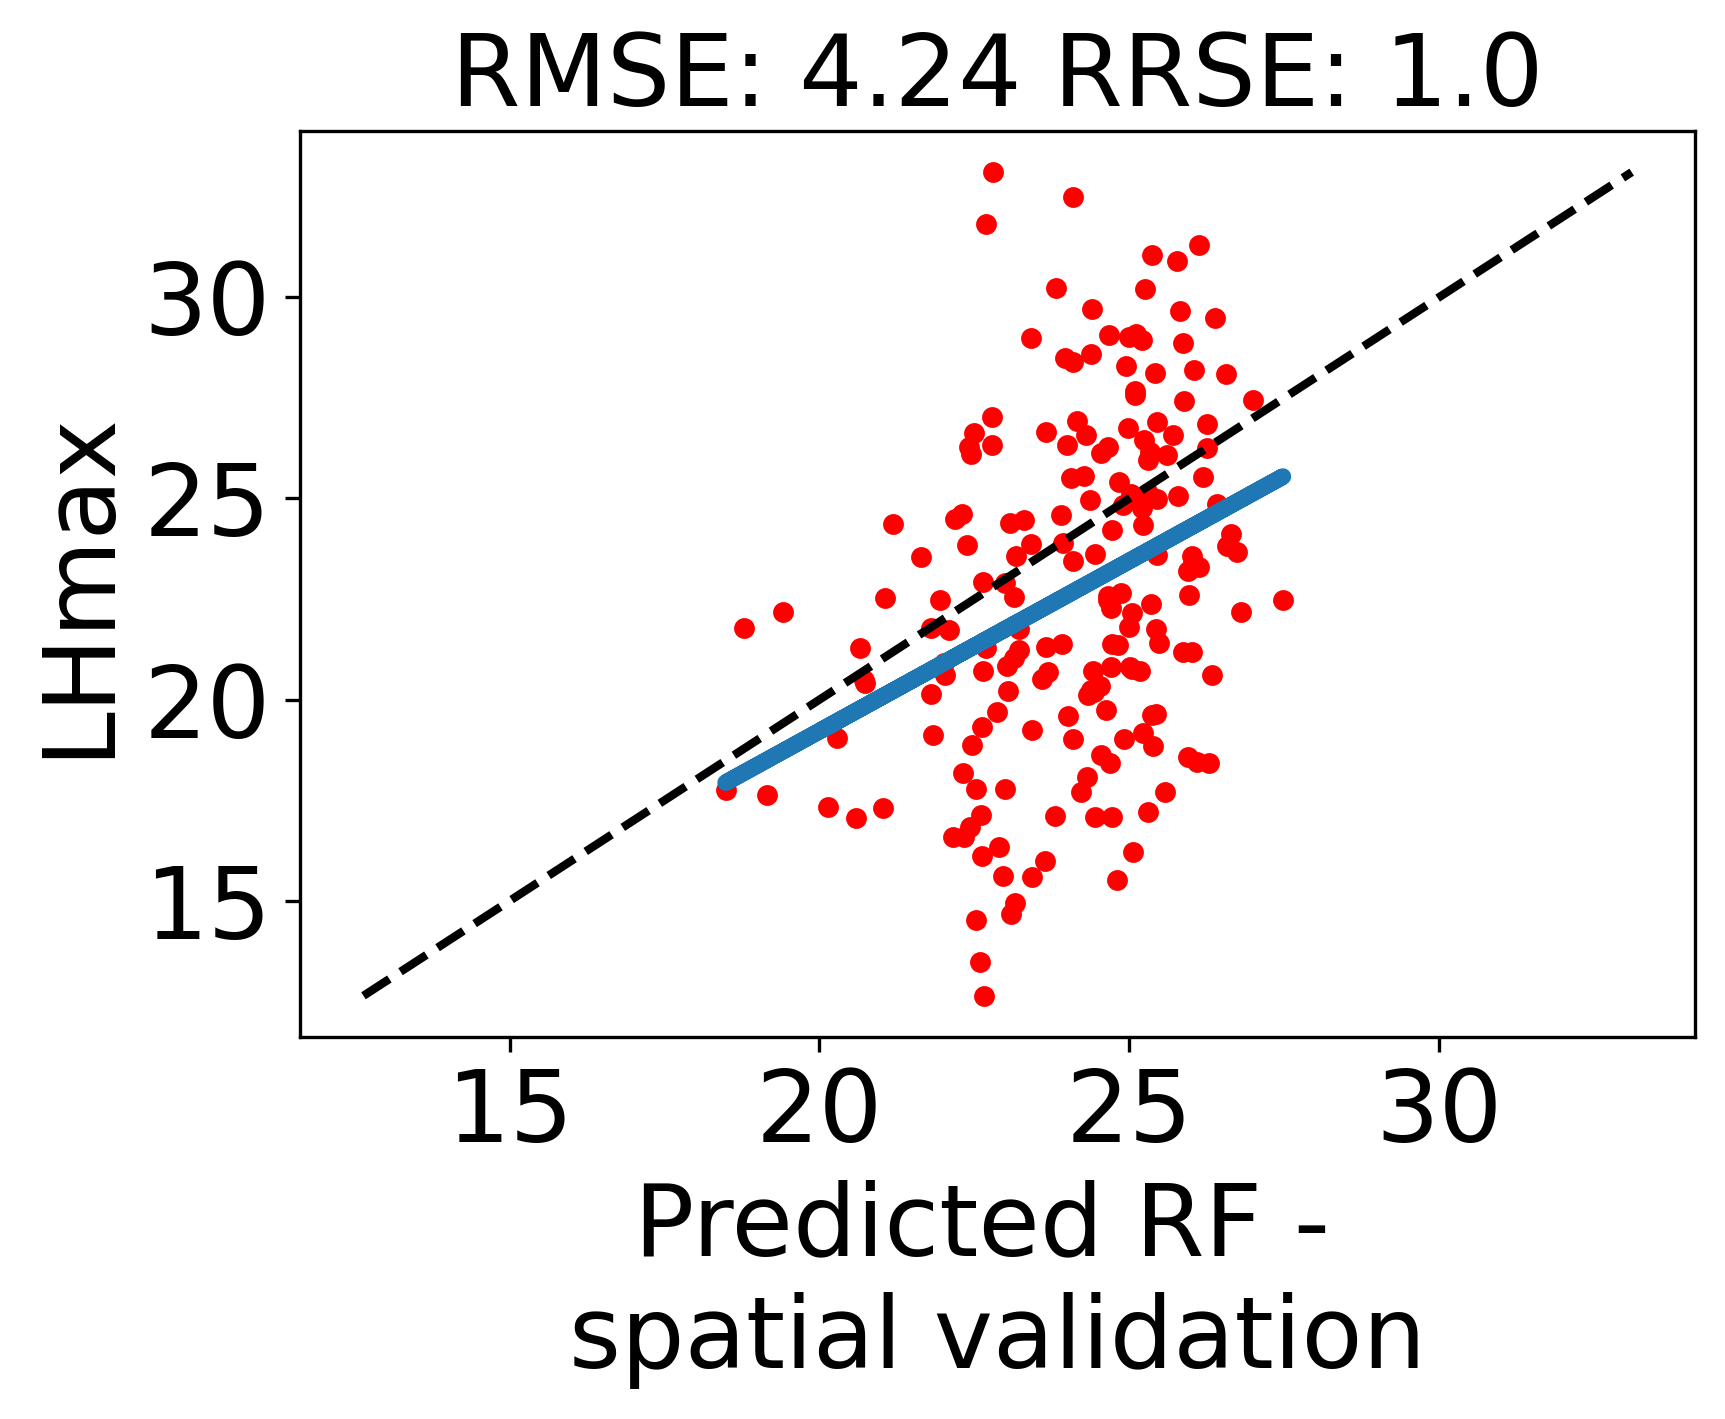 RMSE: 4.24 RRSE: 1.0
30
25
20
15
LHmax
15 20 25 30
Predicted RF -
spatial validation